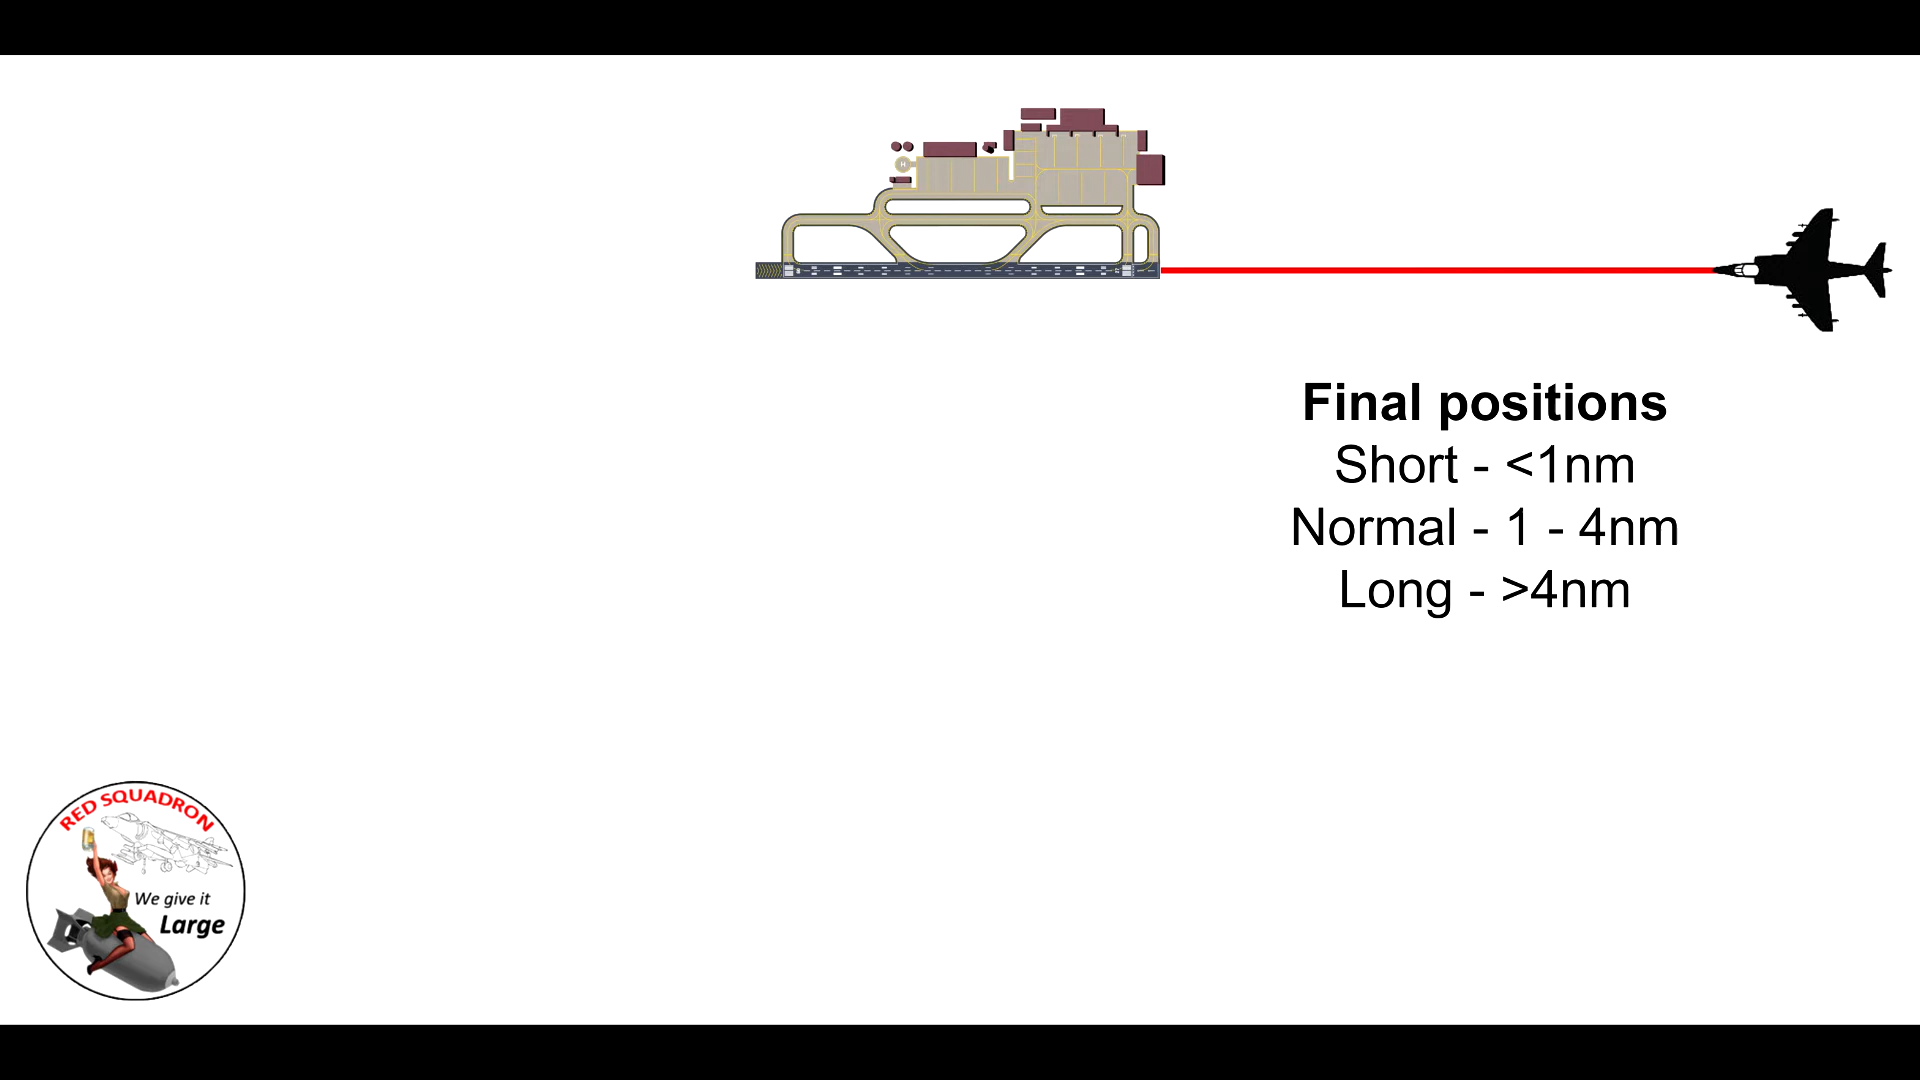 H
Final positions
Short - <1nm
Normal - 1 - 4nm
Long - >4nm
RED SQUADRON
We give it
Large